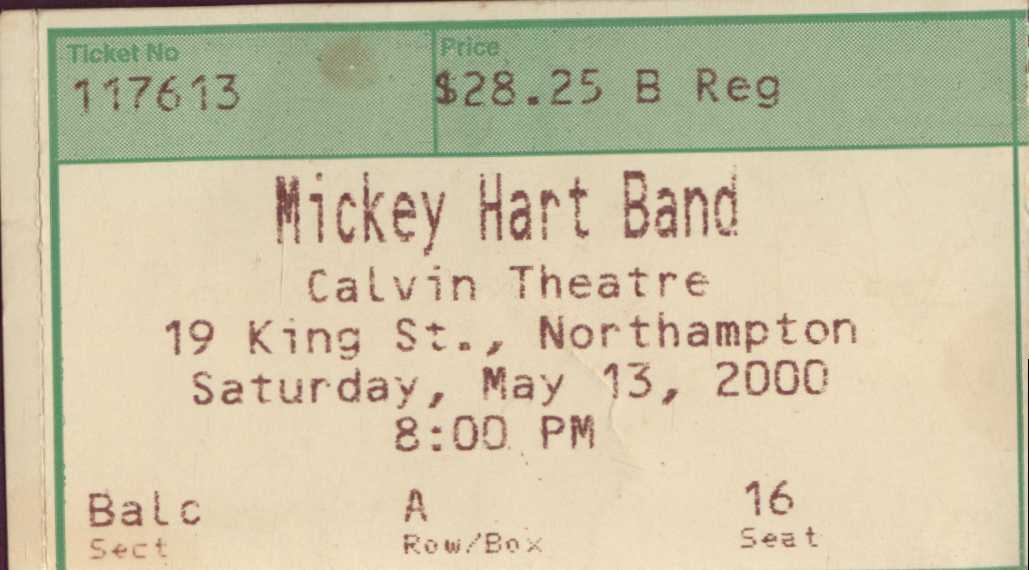 Ticket No Price
117613 $28.25 B Reg
Mickey Hart Band
Calvin Theatre
19 King St., Northampton
Saturday, May 13, 2000
8:00 PM
Balc A 16
Sect Row/Box Seat